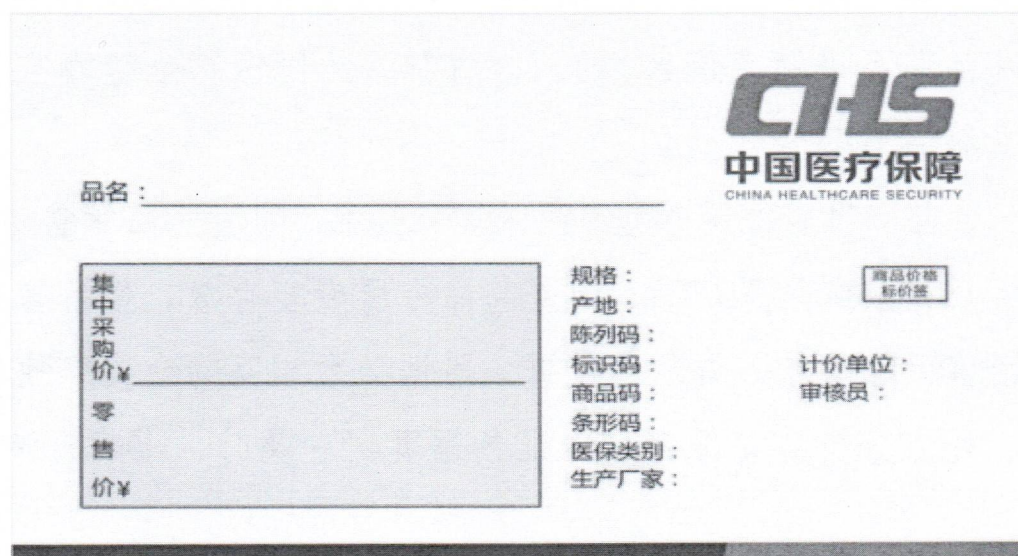 CHS
中国医疗保障
CHINA HEALTHCARE SECURITY
品名：
集中采购价¥
零售价¥
规格：
产地：
陈列码：
标识码：
商品码：
条形码：
医保类别：
生产厂家：
商品价格
标价签
计价单位：
审核员：